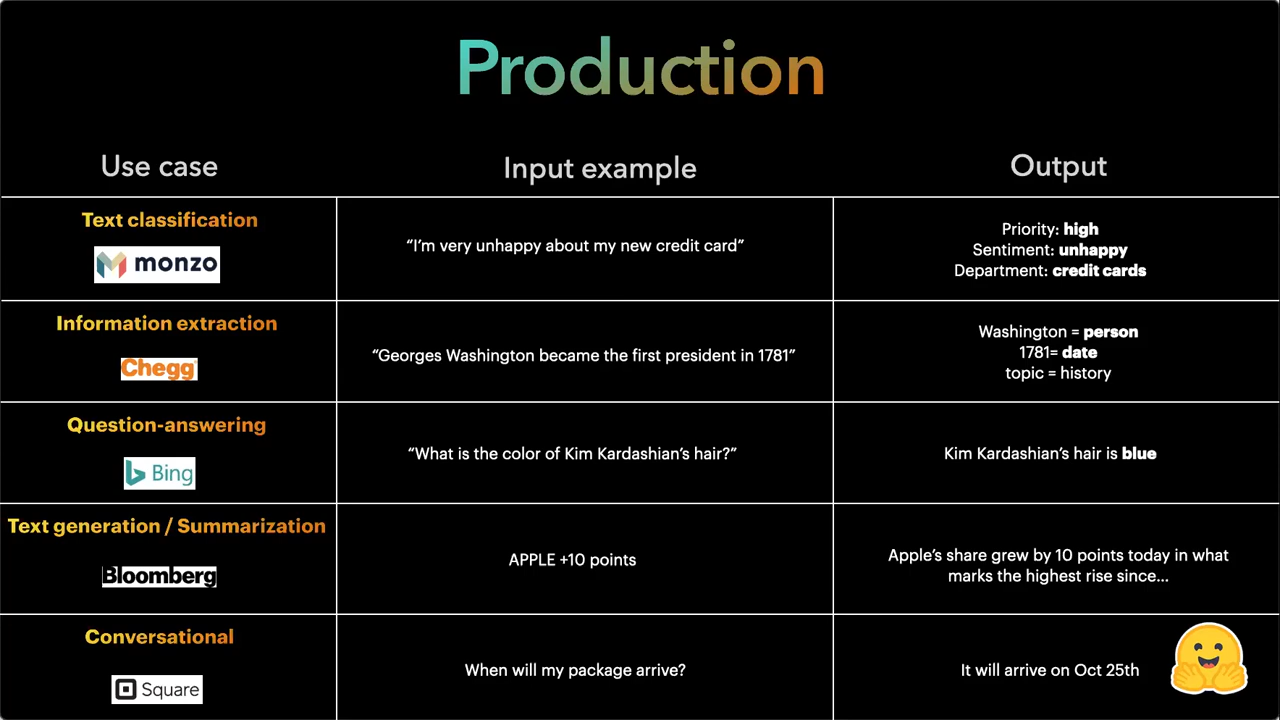 Production
Use case
Input example
Output
Text classification
monzo
“I’m very unhappy about my new credit card”
Priority: high
Sentiment: unhappy
Department: credit cards
Information extraction
Chegg
“Georges Washington became the first president in 1781”
Washington = person
1781= date
topic = history
Question-answering
Bing
“What is the color of Kim Kardashian’s hair?”
Kim Kardashian’s hair is blue
Text generation / Summarization
Bloomberg
APPLE +10 points
Apple’s share grew by 10 points today in what
marks the highest rise since...
Conversational
Square
When will my package arrive?
It will arrive on Oct 25th